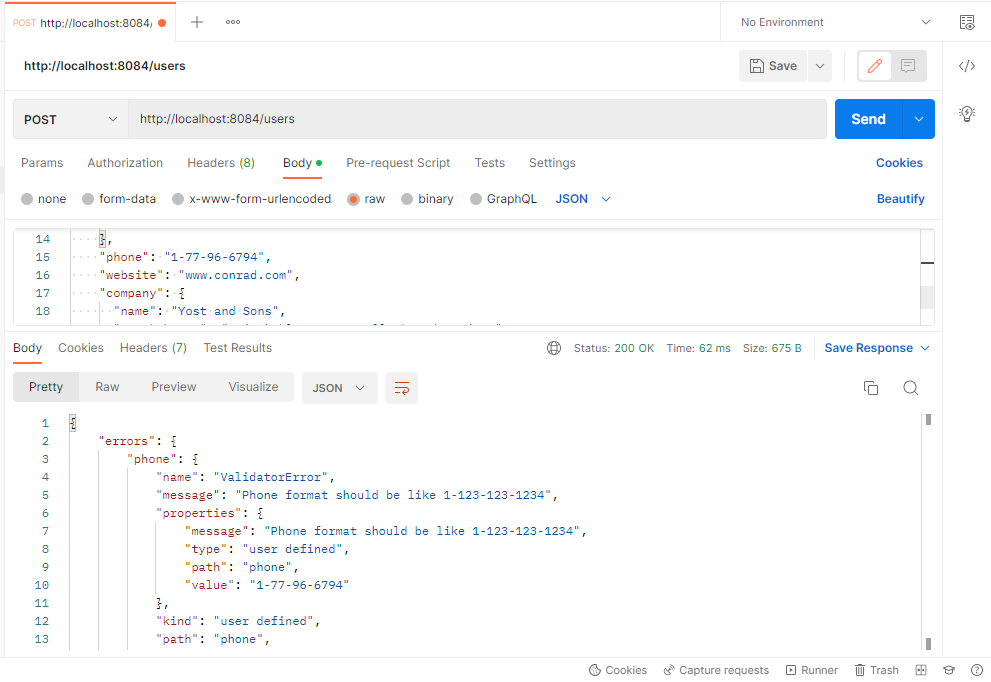 POST http://localhost:8084/
No Environment
http://localhost:8084/users
Save
POST
http://localhost:8084/users
Send
Params Authorization Headers (8) Body Pre-request Script Tests Settings Cookies
none form-data x-www-form-urlencoded raw binary GraphQL JSON Beautify
14 },
15 "phone": "1-77-96-6794",
16 "website": "www.conrad.com",
17 "company": {
18 "name": "Yost and Sons",
Body Cookies Headers (7) Test Results Status: 200 OK Time: 62 ms Size: 675 B Save Response
Pretty Raw Preview Visualize JSON
1 {
2 "errors": {
3 "phone": {
4 "name": "ValidatorError",
5 "message": "Phone format should be like 1-123-123-1234",
6 "properties": {
7 "message": "Phone format should be like 1-123-123-1234",
8 "type": "user defined",
9 "path": "phone",
10 "value": "1-77-96-6794"
11 },
12 "kind": "user defined",
13 "path": "phone",
Cookies Capture requests Runner Trash